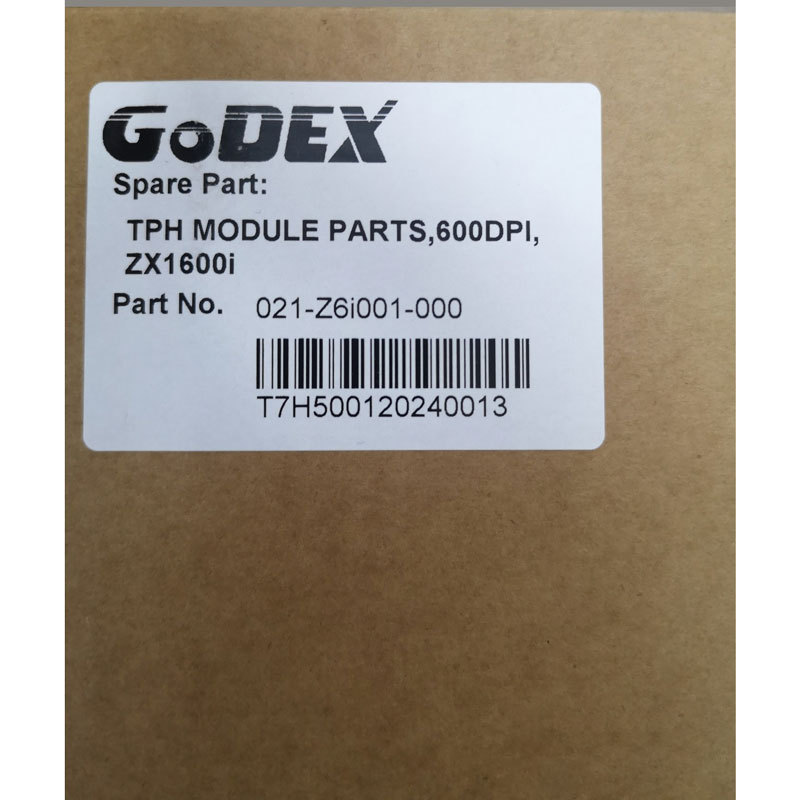 GoDEX
Spare Part:
TPH MODULE PARTS,600DPI,
ZX1600i
Part No. 021-Z6i001-000
T7H500120240013